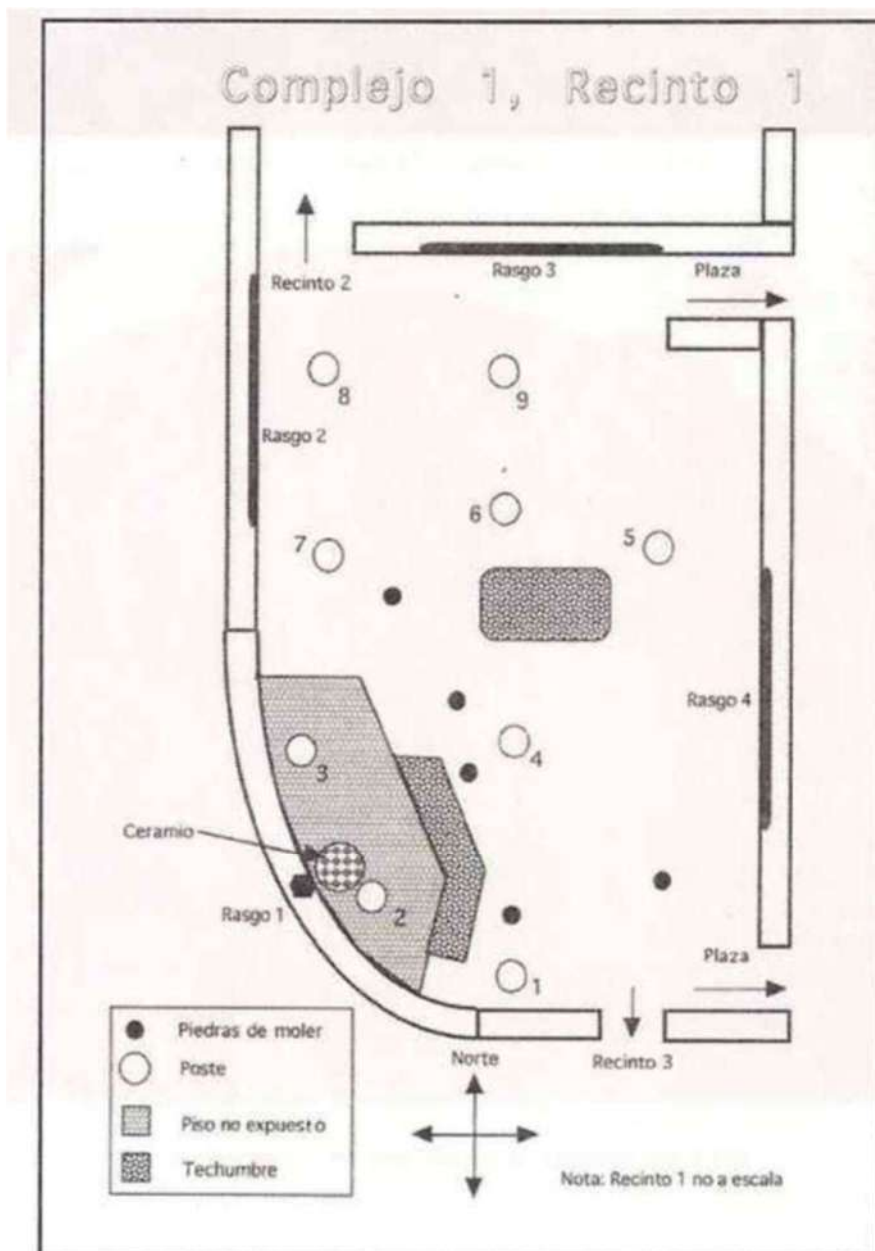 Complejo 1, Recinto 1
Recinto 2
Rasgo 3
Plaza
8
9
Rasgo 2
6
5
7
Rasgo 4
4
3
Ceramio
Rasgo 1
2
Plaza
1
Piedras de moler
Norte
Recinto 3
Poste
Piso no expuesto
Techumbre
Nota: Recinto 1 no a escala